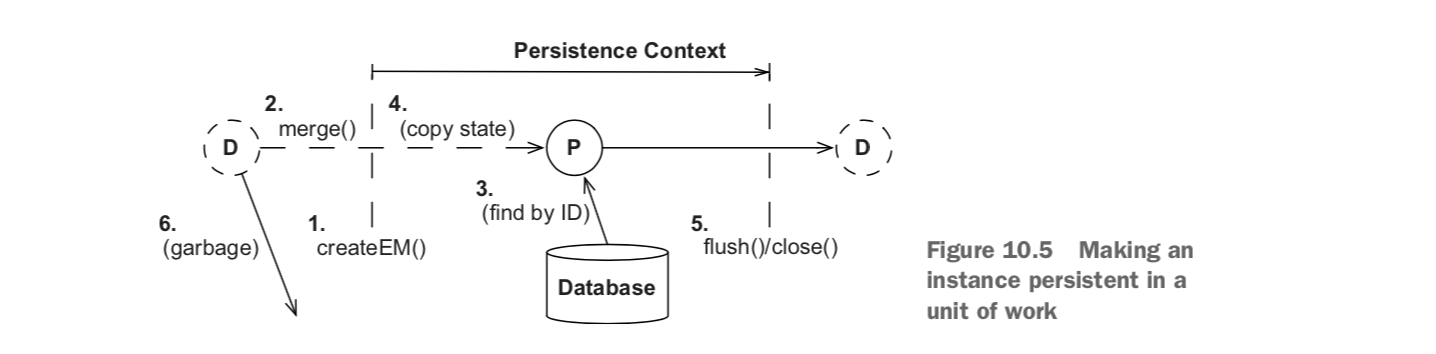 Persistence Context
2.
merge()
4.
(copy state)
D
P
D
3.
(find by ID)
6.
(garbage)
1.
createEM()
5.
flush()/close()
Database
Figure 10.5 Making an
instance persistent in a
unit of work